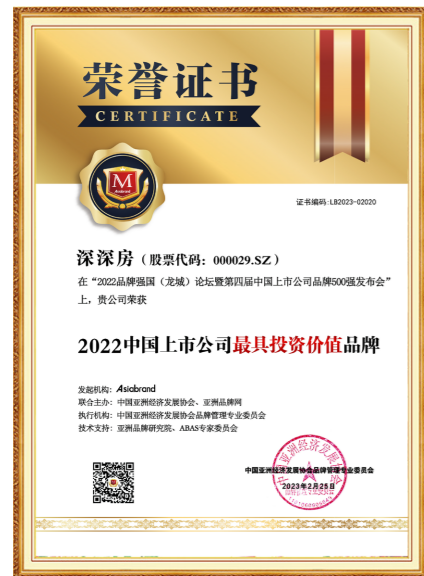 荣誉证书
CERTIFICATE
M
Asiabrand
证书编码:LB2023-02020
深深房（股票代码：000029.SZ）
在“2022品牌强国（龙城）论坛暨第四届中国上市公司品牌500强发布会”
上，贵公司荣获
2022中国上市公司最具投资价值品牌
发起机构：Asiabrand
联合主办：中国亚洲经济发展协会、亚洲品牌网
执行机构：中国亚洲经济发展协会品牌管理专业委员会
技术支持：亚洲品牌研究院、ABAS专家委员会
中国亚洲经济发展协会品牌管理专业委员会
2023年2月25日